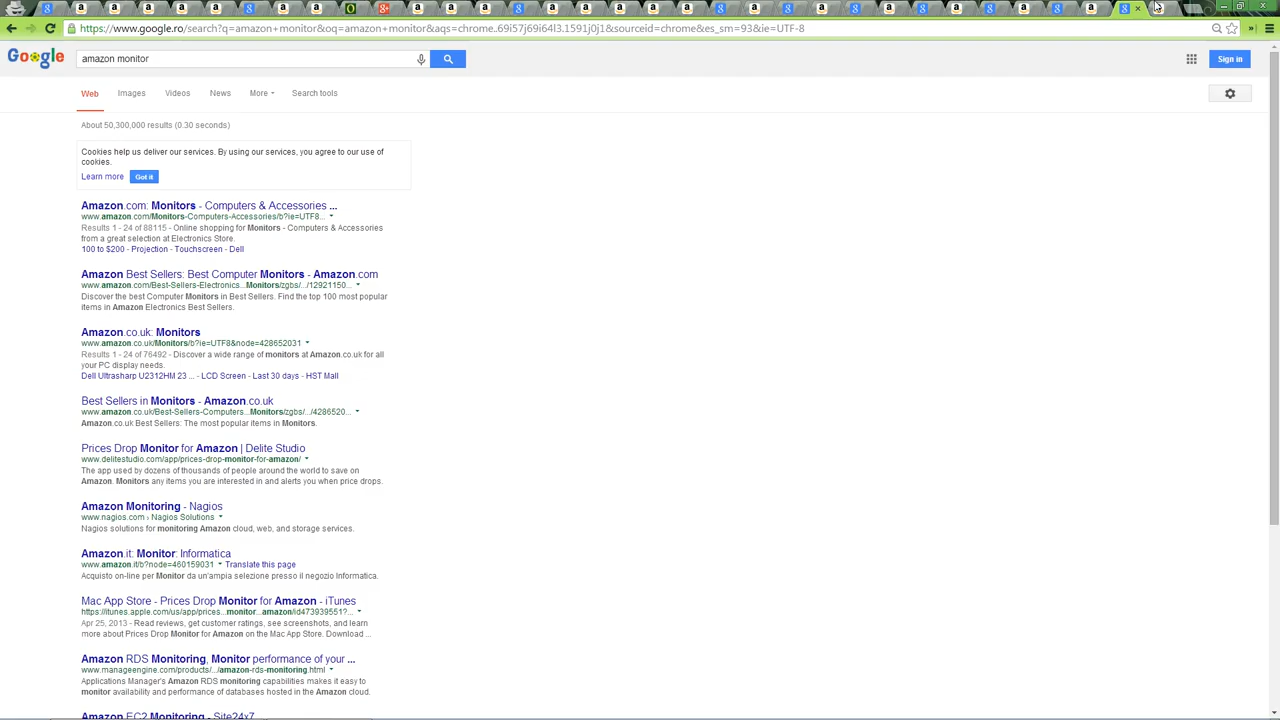 https://www.google.ro/search?q=amazon+monitor&oq=amazon+monitor&aqs=chrome..69i57j69i64l3.1591j0j1&sourceid=chrome&es_sm=93&ie=UTF-8
Google
amazon monitor
Sign in
Web Images Videos News More Search tools
About 50,300,000 results (0.30 seconds)
Cookies help us deliver our services. By using our services, you agree to our use of
cookies.
Learn more Got it
Amazon.com: Monitors - Computers & Accessories ...
www.amazon.com/Monitors-Computers-Accessories/b?ie=UTF8...
Results 1 - 24 of 88115 - Online shopping for Monitors - Computers & Accessories
from a great selection at Electronics Store.
100 to $200 - Projection - Touchscreen - Dell
Amazon Best Sellers: Best Computer Monitors - Amazon.com
www.amazon.com/Best-Sellers-Electronics...Monitors/zgbs/.../12921150...
Discover the best Computer Monitors in Best Sellers. Find the top 100 most popular
items in Amazon Electronics Best Sellers.
Amazon.co.uk: Monitors
www.amazon.co.uk/Monitors/b?ie=UTF8&node=428652031
Results 1 - 24 of 76492 - Discover a wide range of monitors at Amazon.co.uk for all
your PC display needs.
Dell Ultrasharp U2312HM 23 ... - LCD Screen - Last 30 days - HST Mall
Best Sellers in Monitors - Amazon.co.uk
www.amazon.co.uk/Best-Sellers-Computers...Monitors/zgbs/.../4286520...
Amazon.co.uk Best Sellers: The most popular items in Monitors.
Prices Drop Monitor for Amazon | Delite Studio
www.delitestudio.com/app/prices-drop-monitor-for-amazon/
The app used by dozens of thousands of people around the world to save on
Amazon. Monitors any items you are interested in and alerts you when price drops.
Amazon Monitoring - Nagios
www.nagios.com › Nagios Solutions
Nagios solutions for monitoring Amazon cloud, web, and storage services.
Amazon.it: Monitor: Informatica
www.amazon.it/b?node=460159031 Translate this page
Acquisto on-line per Monitor da un'ampia selezione presso il negozio Informatica.
Mac App Store - Prices Drop Monitor for Amazon - iTunes
https://itunes.apple.com/us/app/prices...monitor...amazon/id473939551?...
Apr 25, 2013 - Read reviews, get customer ratings, see screenshots, and learn
more about Prices Drop Monitor for Amazon on the Mac App Store. Download ...
Amazon RDS Monitoring, Monitor performance of your ...
www.manageengine.com/products/.../amazon-rds-monitoring.html
Applications Manager's Amazon RDS monitoring capabilities makes it easy to
monitor availability and performance of databases hosted in the Amazon cloud.
Amazon EC2 Monitoring - Site24x7